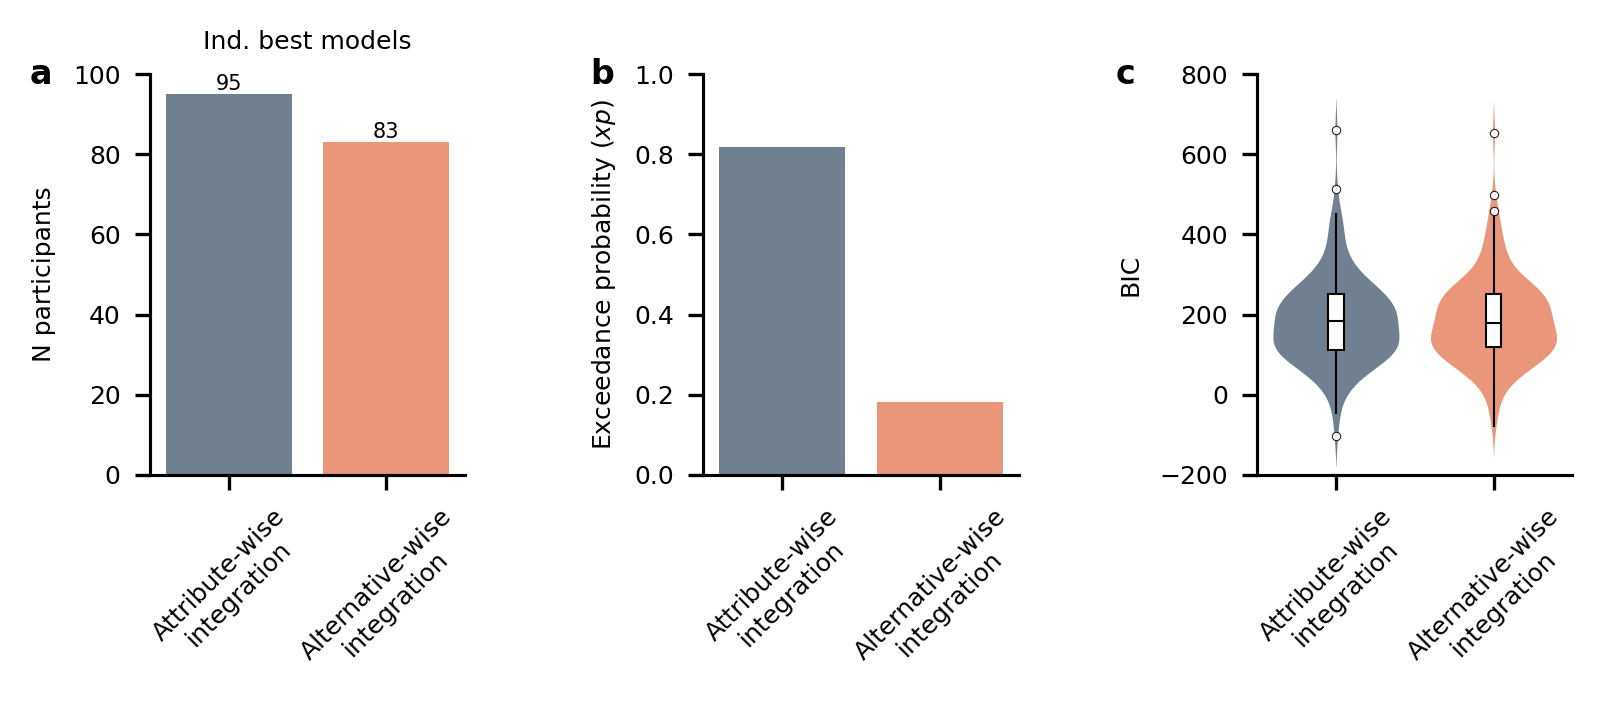 Ind. best models
a
N participants
100
80
60
40
20
0
95
83
Attribute-wise
integration
Alternative-wise
integration
b
Exceedance probability (xp)
1.0
0.8
0.6
0.4
0.2
0.0
Attribute-wise
integration
Alternative-wise
integration
c
BIC
800
600
400
200
0
−200
Attribute-wise
integration
Alternative-wise
integration